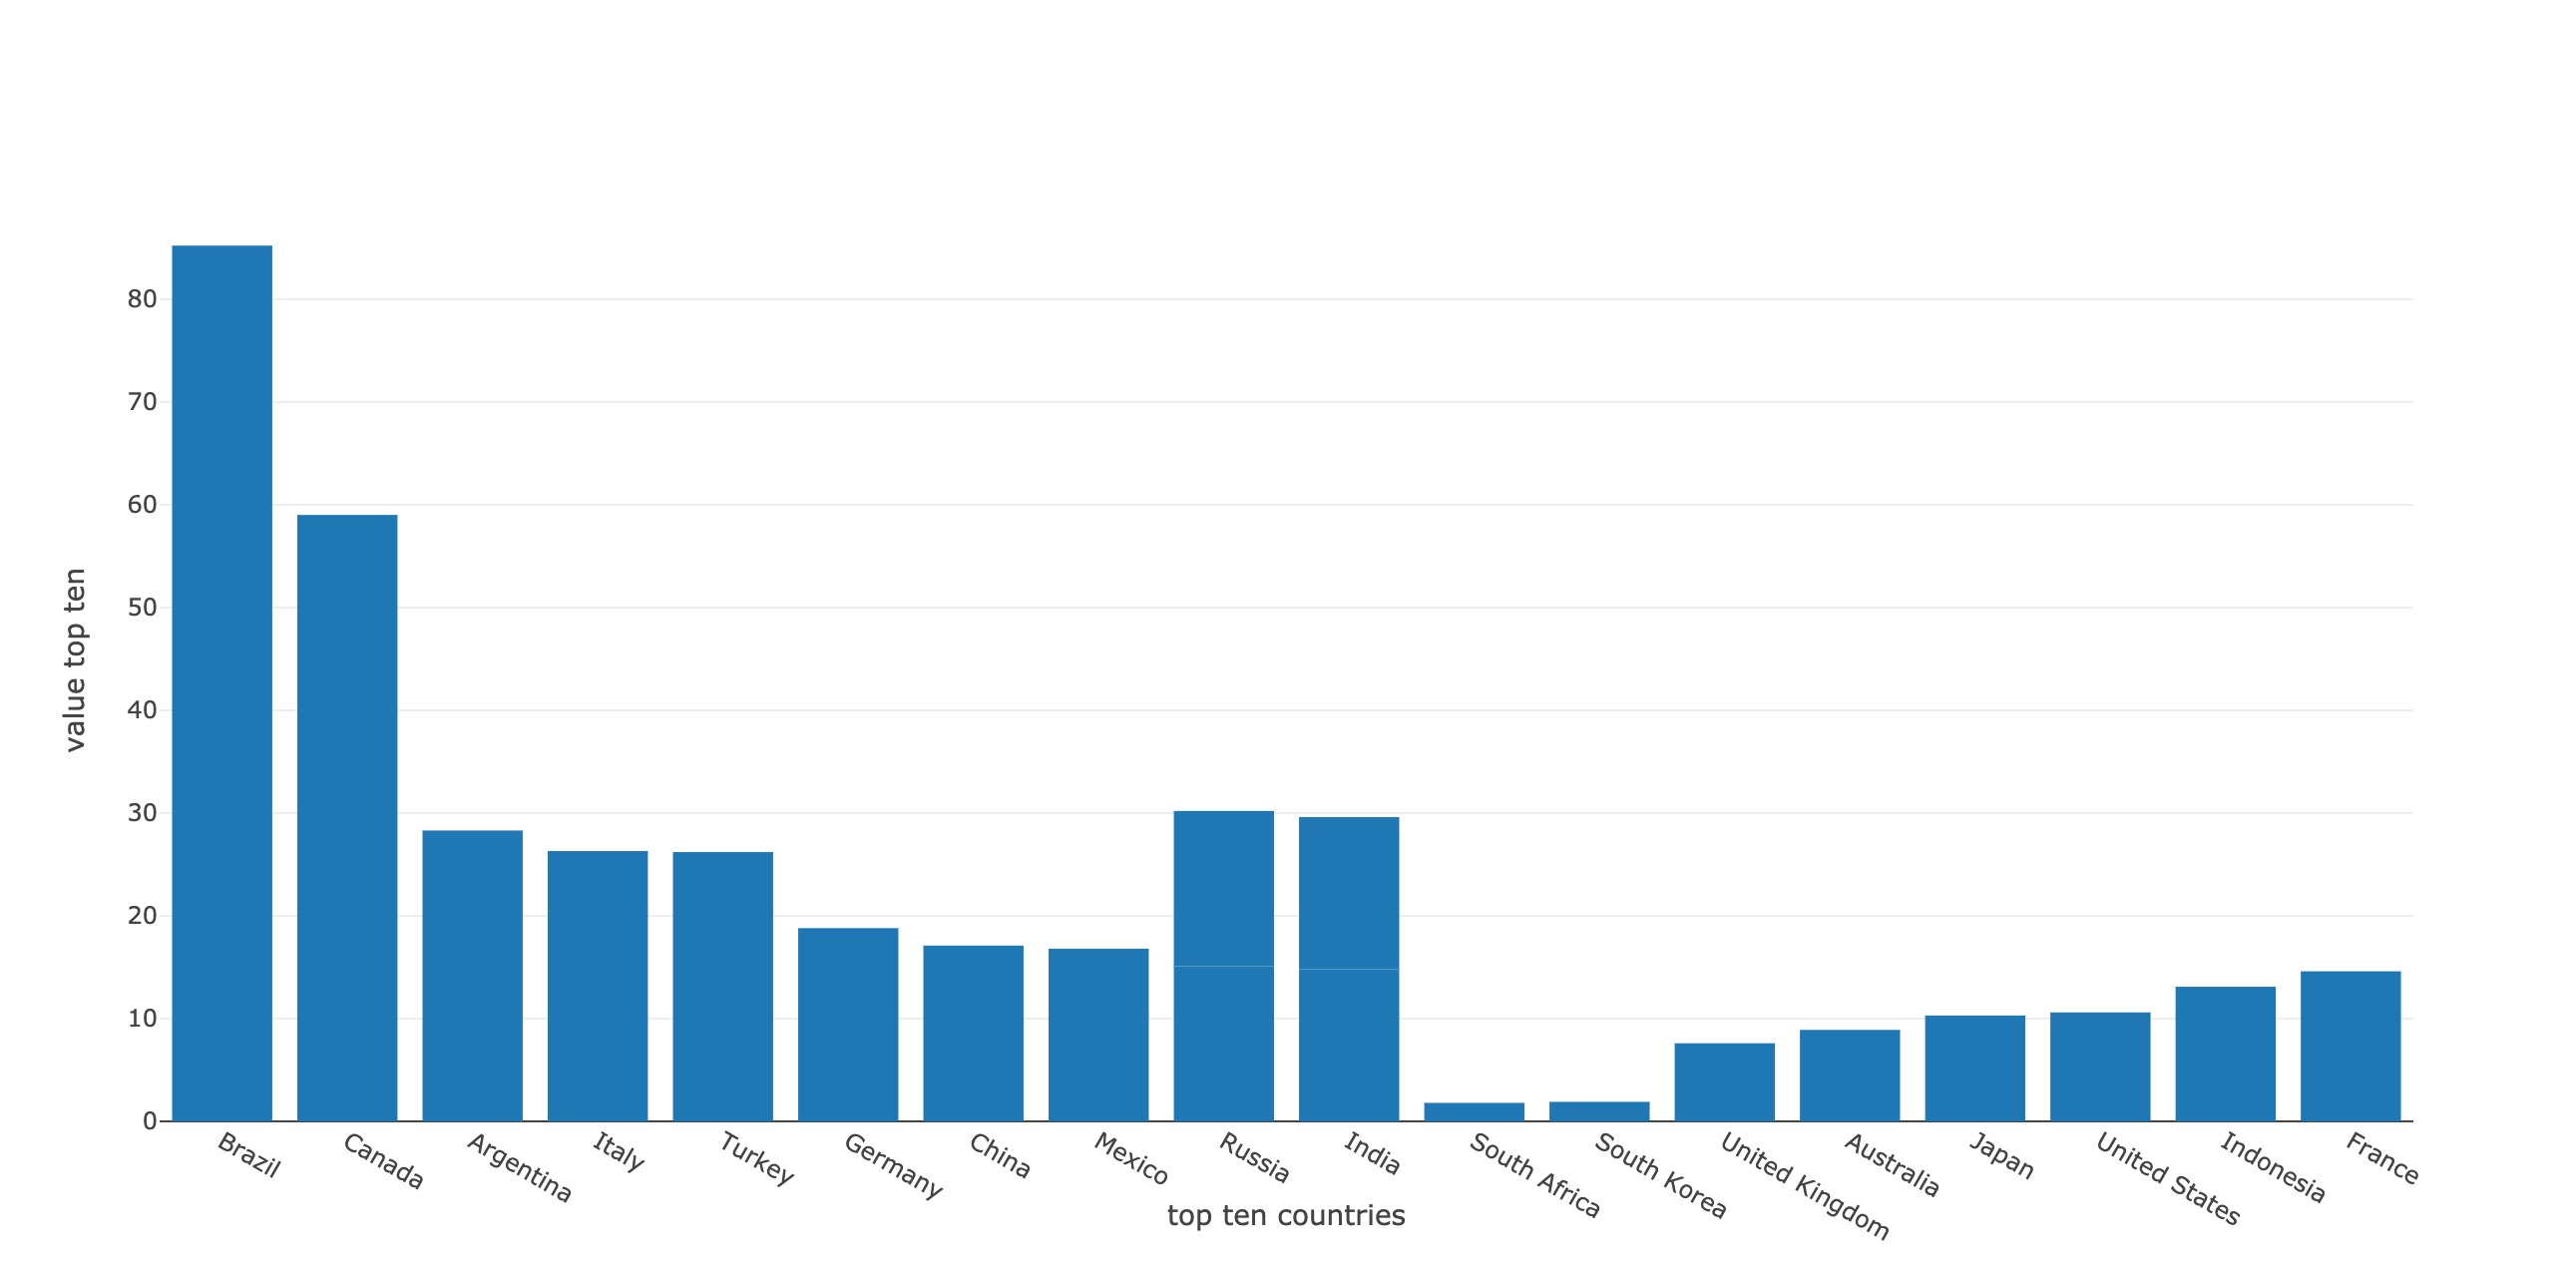 80
70
60
50
40
30
20
10
0
value top ten
Brazil
Canada
Argentina
Italy
Turkey
Germany
China
Mexico
Russia
India
South Africa
South Korea
United Kingdom
Australia
Japan
United States
Indonesia
France
top ten countries